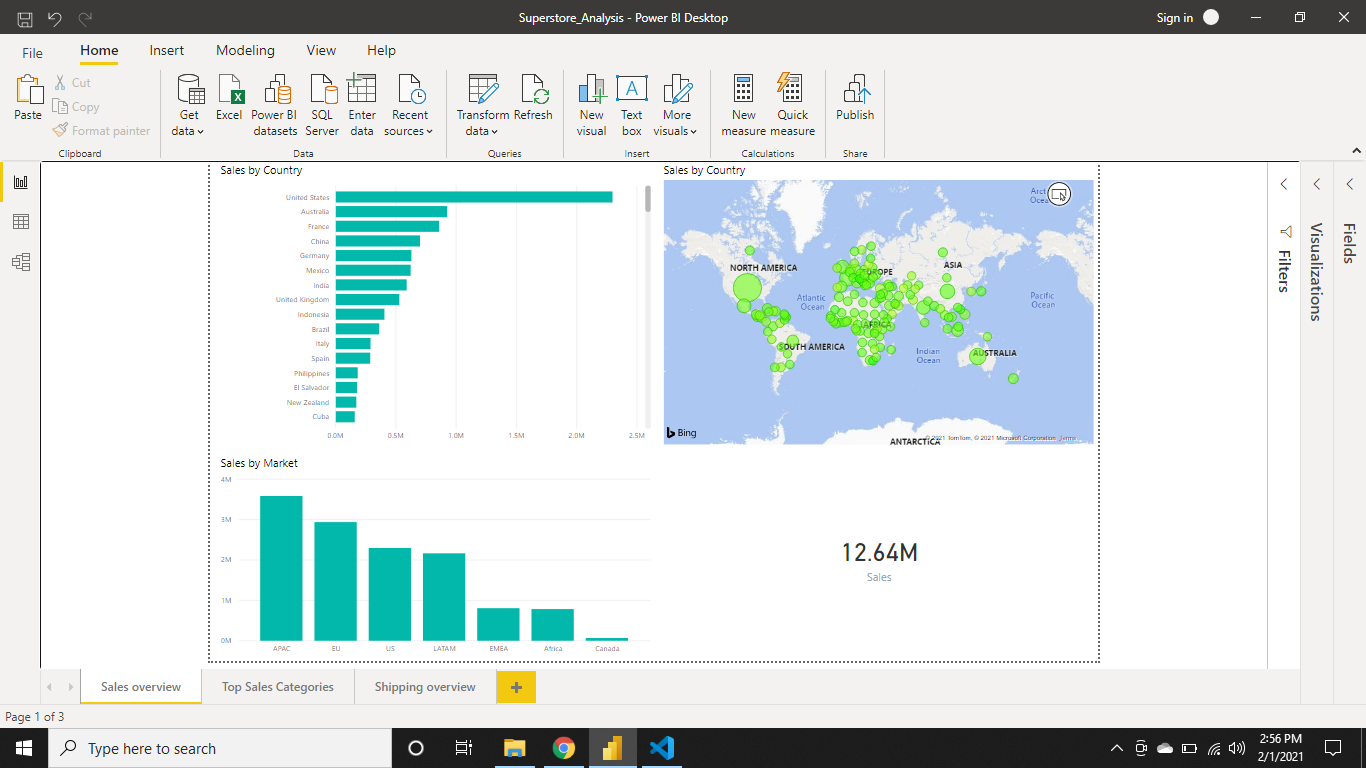 Superstore_Analysis - Power BI Desktop
Sign in
File
Home
Insert
Modeling
View
Help
Paste
Cut
Copy
Format painter
Clipboard
Get
data
Excel
Power BI
datasets
SQL
Server
Enter
data
Recent
sources
Data
Transform
data
Refresh
Queries
New
visual
Text
box
More
visuals
Insert
New
measure
Quick
measure
Calculations
Publish
Share
Sales by Country
United States
Australia
France
China
Germany
Mexico
India
United Kingdom
Indonesia
Brazil
Italy
Spain
Philippines
El Salvador
New Zealand
Cuba
0.0M
0.5M
1.0M
1.5M
2.0M
2.5M
Sales by Country
NORTH AMERICA
EUROPE
ASIA
Atlantic
Ocean
Pacific
Ocean
AFRICA
SOUTH AMERICA
Indian
Ocean
AUSTRALIA
Bing
© 2021 TomTom, © 2021 Microsoft Corporation Terms
ANTARCTICA
Sales by Market
4M
3M
2M
1M
0M
APAC
EU
US
LATAM
EMEA
Africa
Canada
12.64M
Sales
Filters
Visualizations
Fields
Sales overview
Top Sales Categories
Shipping overview
Page 1 of 3
Type here to search
2:56 PM
2/1/2021